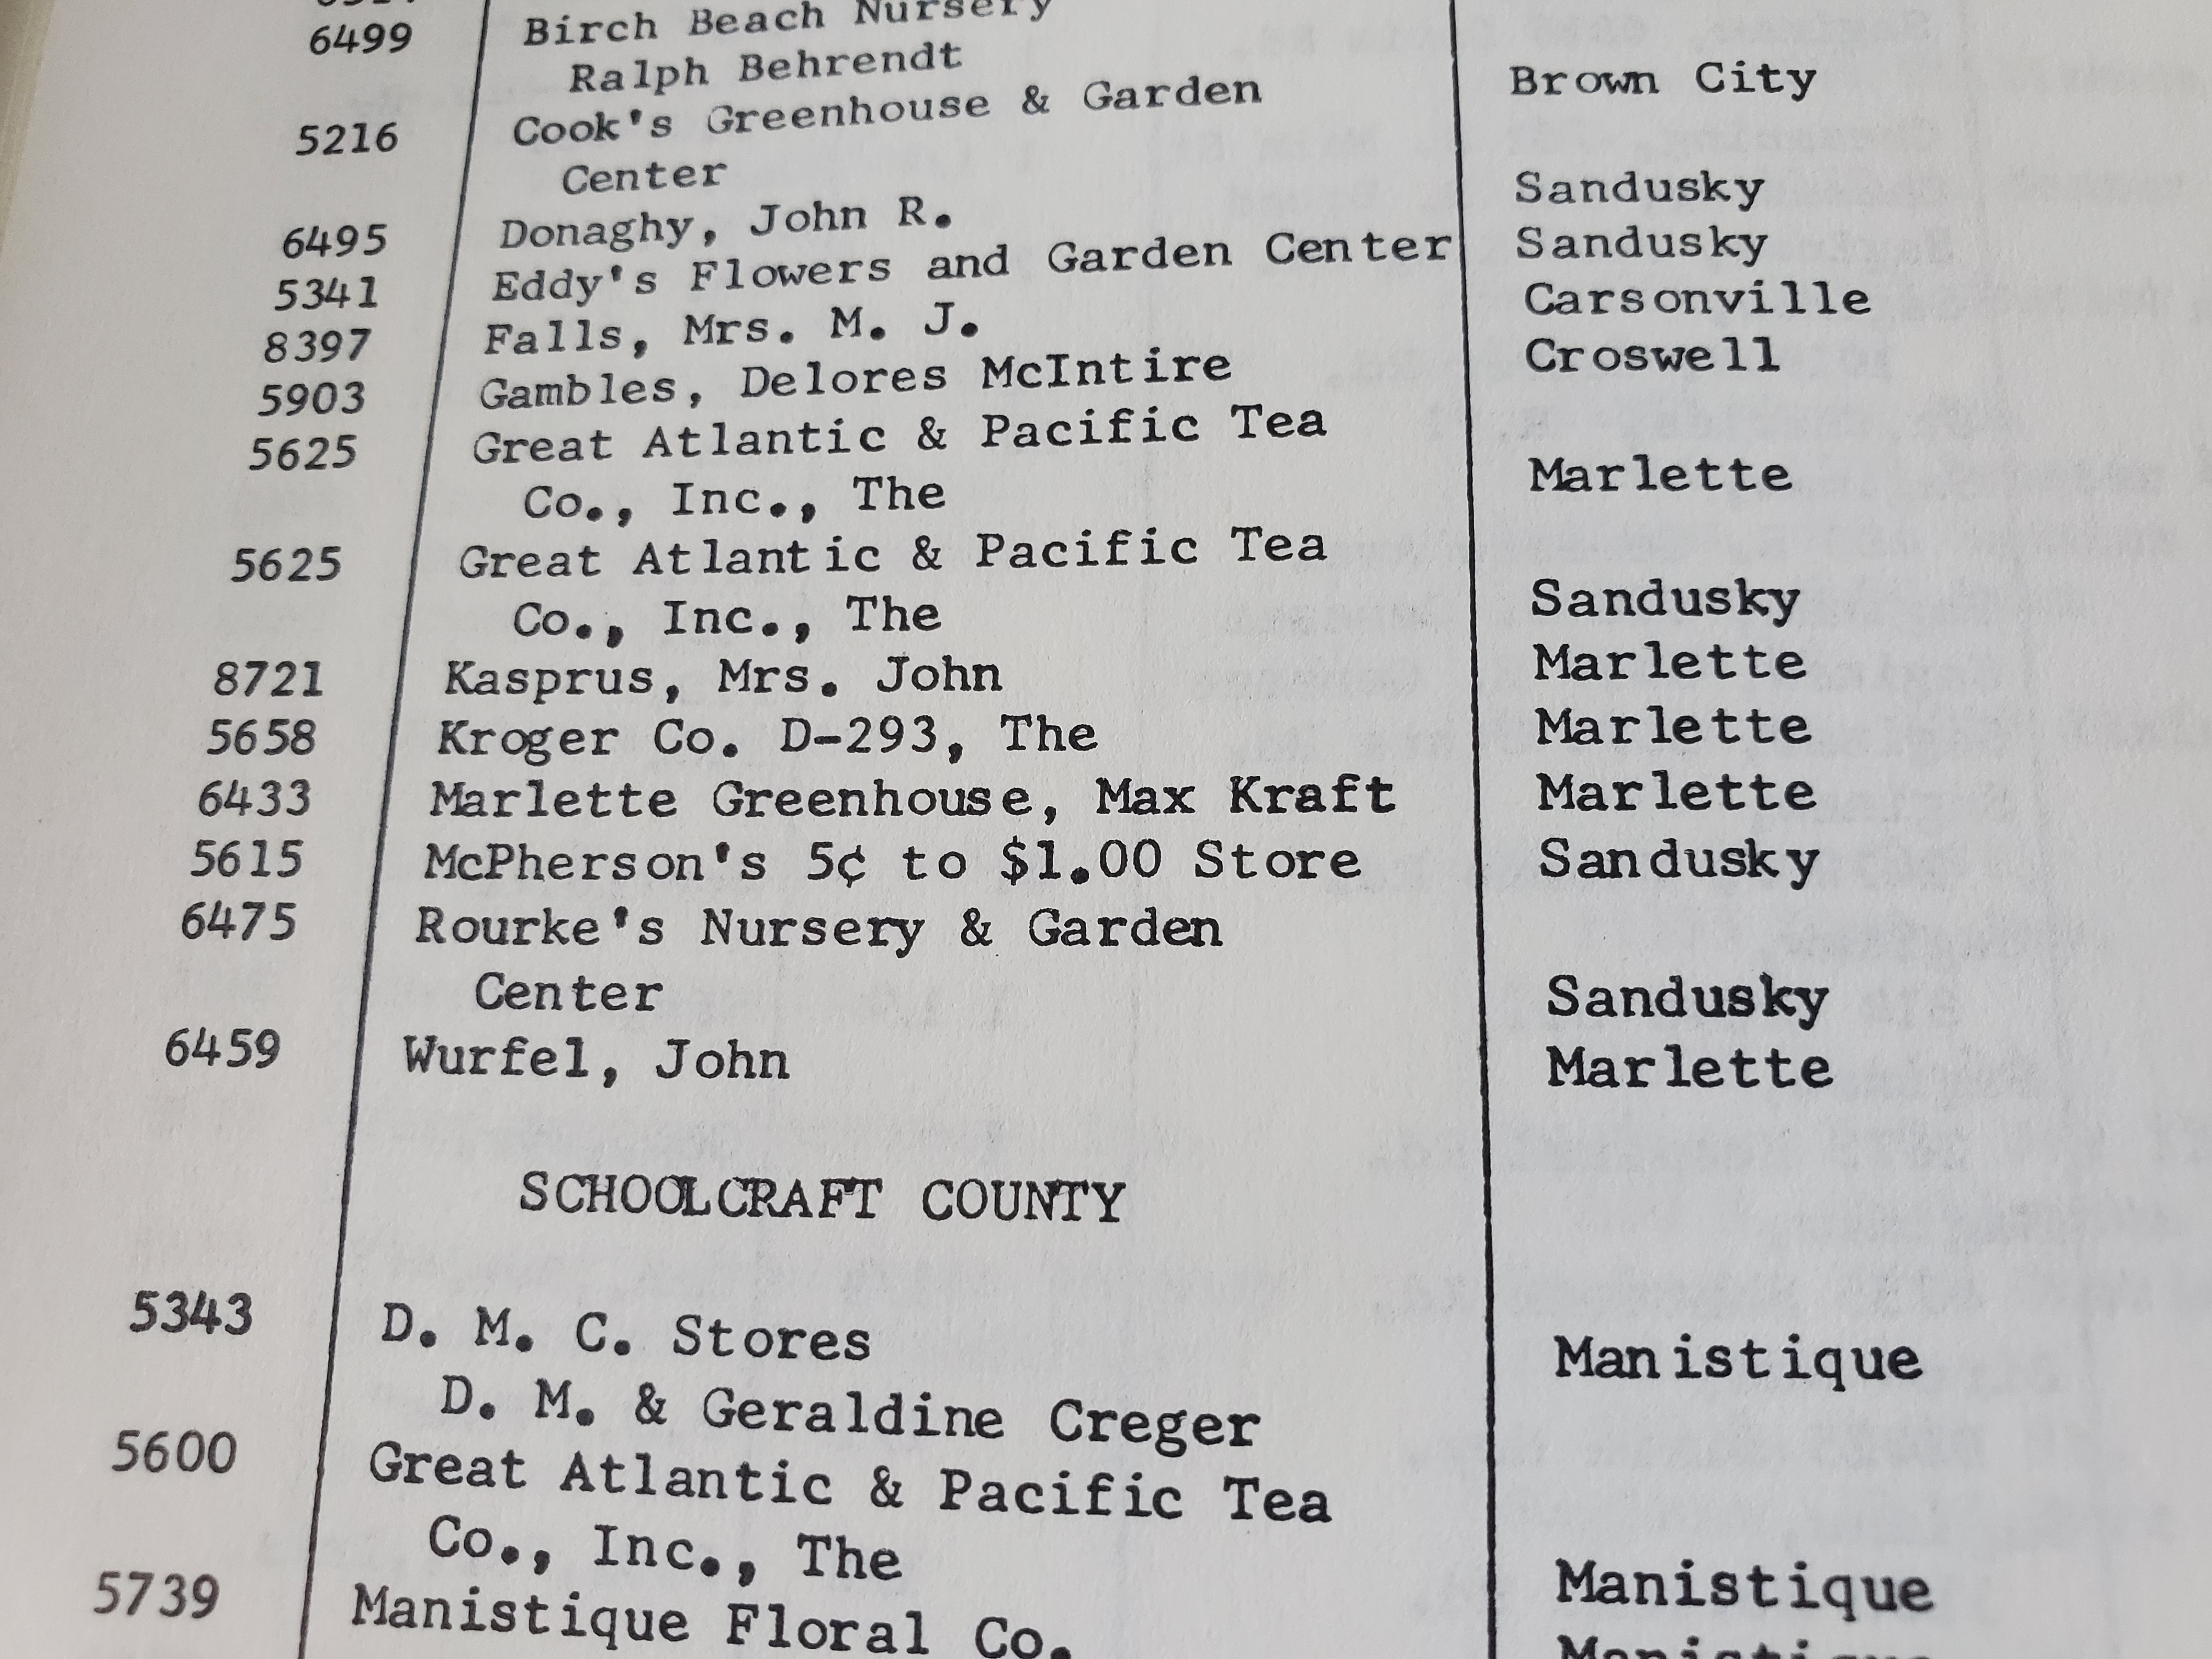 6499 Birch Beach Nursery
Ralph Behrendt
5216 Cook's Greenhouse & Garden Brown City
Center
6495 Donaghy, John R. Sandusky
5341 Eddy's Flowers and Garden Center Sandusky
8397 Falls, Mrs. M. J. Carsonville
5903 Gambles, Delores McIntire Croswell
5625 Great Atlantic & Pacific Tea
Co., Inc., The Marlette
5625 Great Atlantic & Pacific Tea
Co., Inc., The Sandusky
8721 Kasprus, Mrs. John Marlette
5658 Kroger Co. D-293, The Marlette
6433 Marlette Greenhouse, Max Kraft Marlette
5615 McPherson's 5¢ to $1.00 Store Sandusky
6475 Rourke's Nursery & Garden
Center Sandusky
6459 Wurfel, John Marlette
SCHOOLCRAFT COUNTY
5343 D. M. C. Stores Manistique
D. M. & Geraldine Creger
5600 Great Atlantic & Pacific Tea
Co., Inc., The Manistique
5739 Manistique Floral Co. Manistique